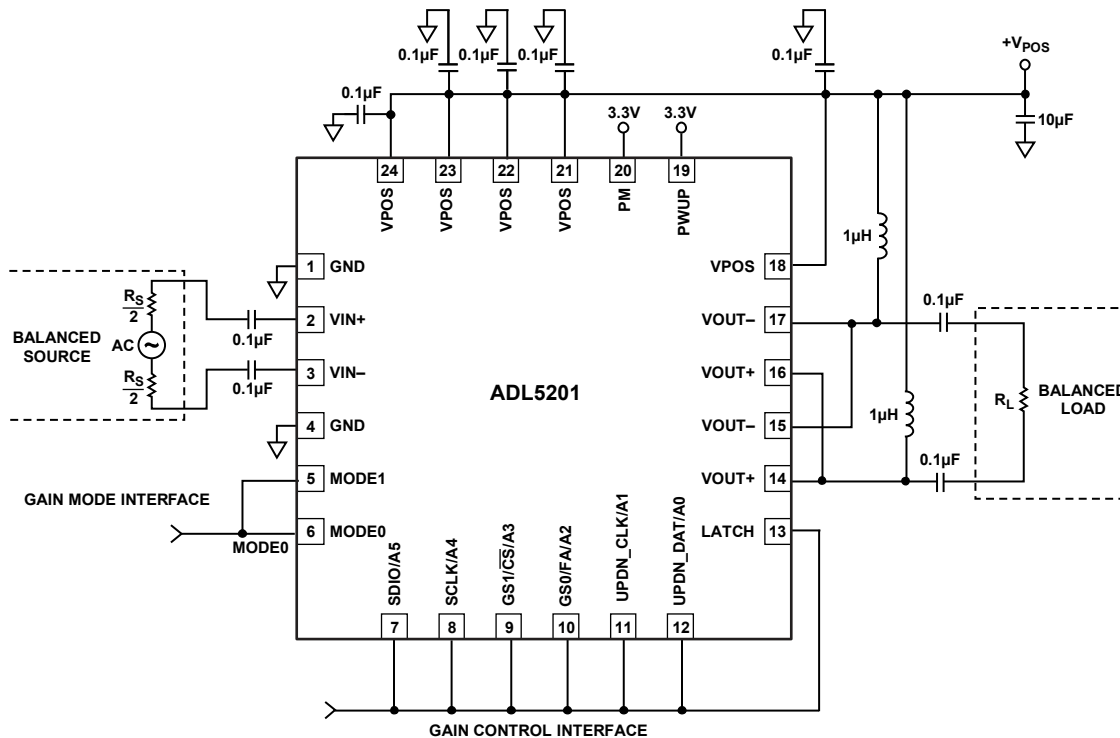 0.1µF
0.1µF
0.1µF
0.1µF
+VPOS
0.1µF
10µF
3.3V
3.3V
24
23
22
21
20
19
VPOS
VPOS
VPOS
VPOS
PM
PWUP
1 GND
2 VIN+
3 VIN–
4 GND
5 MODE1
6 MODE0
ADL5201
VPOS 18
VOUT– 17
VOUT+ 16
VOUT– 15
VOUT+ 14
LATCH 13
BALANCED
SOURCE
RS
2
AC
RS
2
0.1µF
0.1µF
GAIN MODE INTERFACE
MODE0
1µH
1µH
0.1µF
0.1µF
RL
BALANCED
LOAD
SDIO/A5
SCLK/A4
GS1/C̅S̅/A3
GS0/FA/A2
UPDN_CLK/A1
UPDN_DAT/A0
7
8
9
10
11
12
GAIN CONTROL INTERFACE